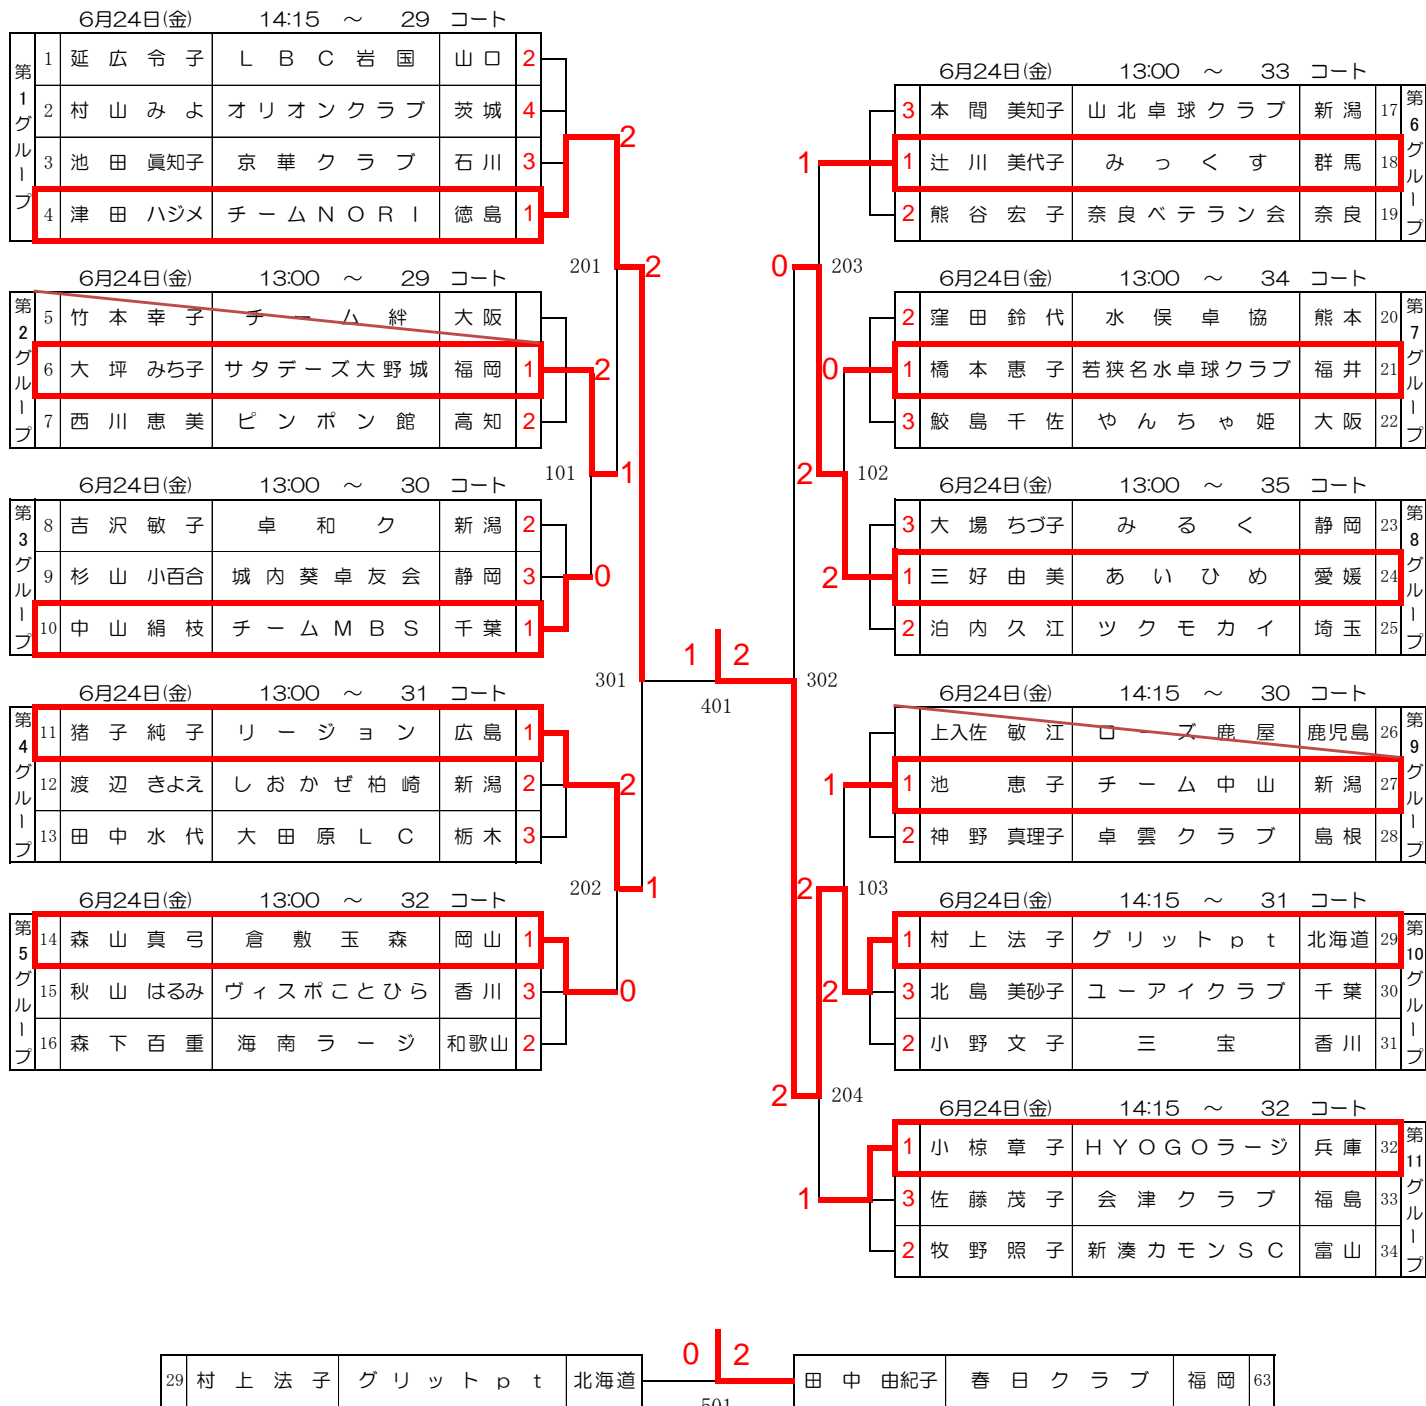 6月24日(金) 14:15 ～ 29 コート
第1グループ
1 延広令子 LBC岩国 山口 2
2 村山みよ オリオンクラブ 茨城 4
3 池田眞知子 京華クラブ 石川 3
4 津田ハジメ チームNORI 徳島 1
2
6月24日(金) 13:00 ～ 29 コート
第2グループ
5 竹本幸子 チーム絆 大阪
6 大坪みち子 サタデーズ大野城 福岡 1
7 西川恵美 ピンポン館 高知 2
2
201
2
101
1
6月24日(金) 13:00 ～ 30 コート
第3グループ
8 吉沢敏子 卓和ク 新潟 2
9 杉山小百合 城内葵卓友会 静岡 3
10 中山絹枝 チームMBS 千葉 1
0
6月24日(金) 13:00 ～ 31 コート
第4グループ
11 猪子純子 リージョン 広島 1
12 渡辺きよえ しおかぜ柏崎 新潟 2
13 田中水代 大田原LC 栃木 3
2
301
202
1
6月24日(金) 13:00 ～ 32 コート
第5グループ
14 森山真弓 倉敷玉森 岡山 1
15 秋山はるみ ヴィスポことひら 香川 3
16 森下百重 海南ラージ 和歌山 2
0
1 2
401
6月24日(金) 13:00 ～ 33 コート
第6グループ
3 本間美知子 山北卓球クラブ 新潟 17
1 辻川美代子 みっくす 群馬 18
2 熊谷宏子 奈良ベテラン会 奈良 19
1
0
203
6月24日(金) 13:00 ～ 34 コート
第7グループ
2 窪田鈴代 水俣卓協 熊本 20
1 橋本惠子 若狭名水卓球クラブ 福井 21
3 鮫島千佐 やんちゃ姫 大阪 22
0
2
102
6月24日(金) 13:00 ～ 35 コート
第8グループ
3 大場ちづ子 みるく 静岡 23
1 三好由美 あいひめ 愛媛 24
2 泊内久江 ツクモカイ 埼玉 25
2
302
6月24日(金) 14:15 ～ 30 コート
第9グループ
上入佐敏江 ローズ鹿屋 鹿児島 26
1 池恵子 チーム中山 新潟 27
2 神野真理子 卓雲クラブ 島根 28
1
2
103
6月24日(金) 14:15 ～ 31 コート
第10グループ
1 村上法子 グリットpt 北海道 29
3 北島美砂子 ユーアイクラブ 千葉 30
2 小野文子 三宝 香川 31
2
2
204
6月24日(金) 14:15 ～ 32 コート
第11グループ
1 小椋章子 HYOGOラージ 兵庫 32
3 佐藤茂子 会津クラブ 福島 33
2 牧野照子 新湊カモンSC 富山 34
1
0 2
29 村上法子 グリットpt 北海道
田中由紀子 春日クラブ 福岡 63
501